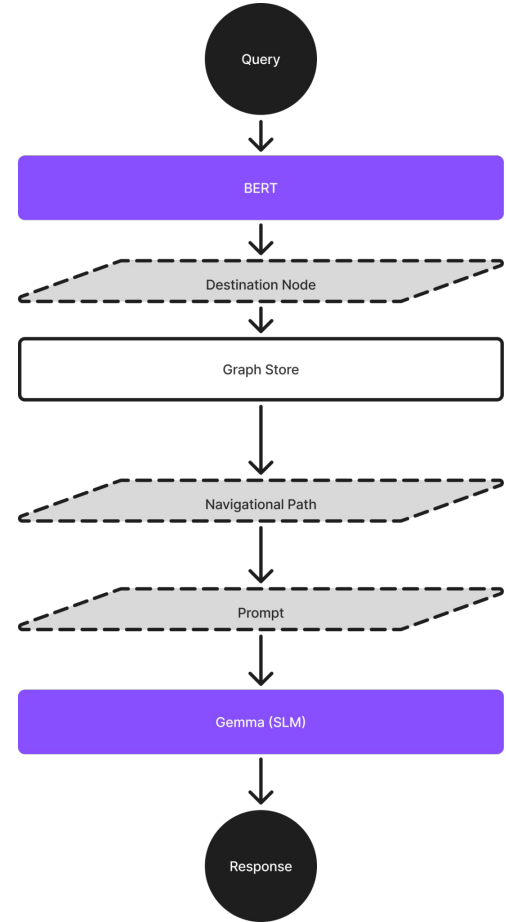 Query
BERT
Destination Node
Graph Store
Navigational Path
Prompt
Gemma (SLM)
Response